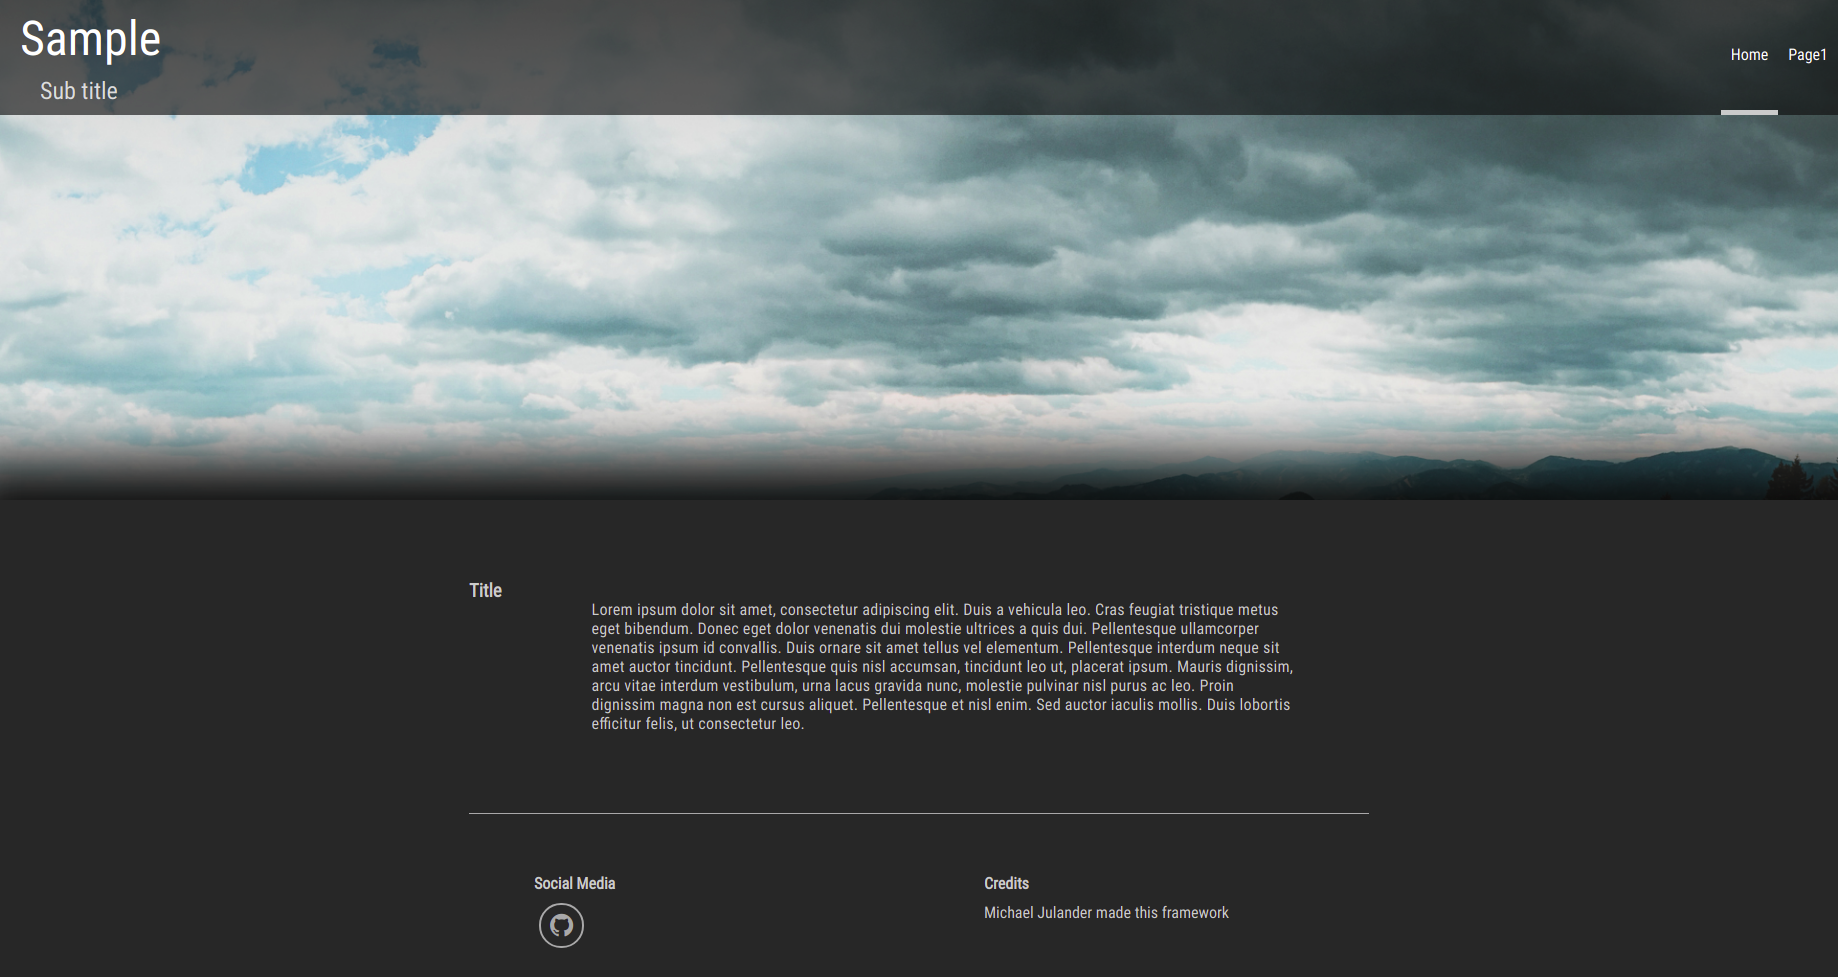 Sample
Sub title
Home
Page1
Title
Lorem ipsum dolor sit amet, consectetur adipiscing elit. Duis a vehicula leo. Cras feugiat tristique metus
eget bibendum. Donec eget dolor venenatis dui molestie ultrices a quis dui. Pellentesque ullamcorper
venenatis ipsum id convallis. Duis ornare sit amet tellus vel elementum. Pellentesque interdum neque sit
amet auctor tincidunt. Pellentesque quis nisl accumsan, tincidunt leo ut, placerat ipsum. Mauris dignissim,
arcu vitae interdum vestibulum, urna lacus gravida nunc, molestie pulvinar nisl purus ac leo. Proin
dignissim magna non est cursus aliquet. Pellentesque et nisl enim. Sed auctor iaculis mollis. Duis lobortis
efficitur felis, ut consectetur leo.
Social Media
Credits
Michael Julander made this framework